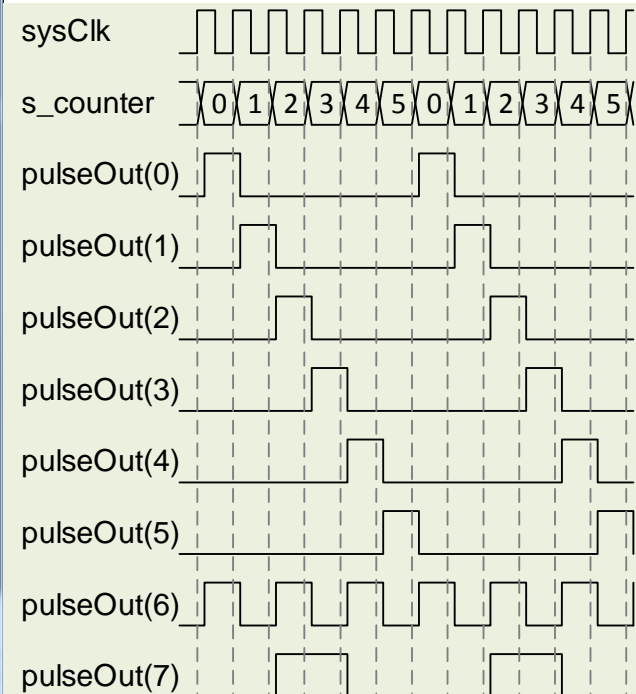 sysClk
s_counter 0 1 2 3 4 5 0 1 2 3 4 5
pulseOut(0)
pulseOut(1)
pulseOut(2)
pulseOut(3)
pulseOut(4)
pulseOut(5)
pulseOut(6)
pulseOut(7)